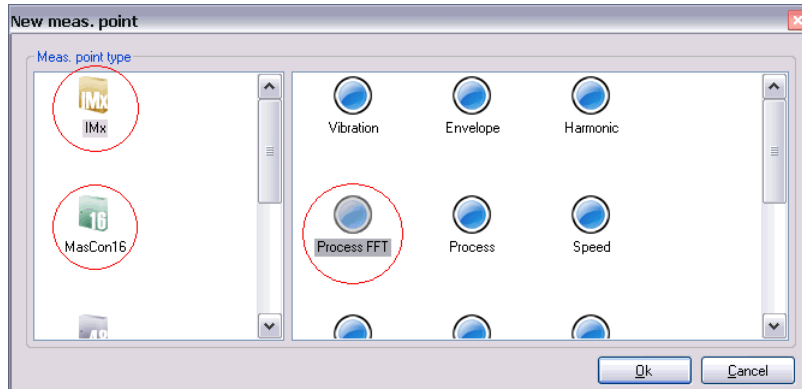 New meas. point
Meas. point type
IMx
IMx
Vibration
Envelope
Harmonic
16
MasCon16
Process FFT
Process
Speed
48
Ok
Cancel